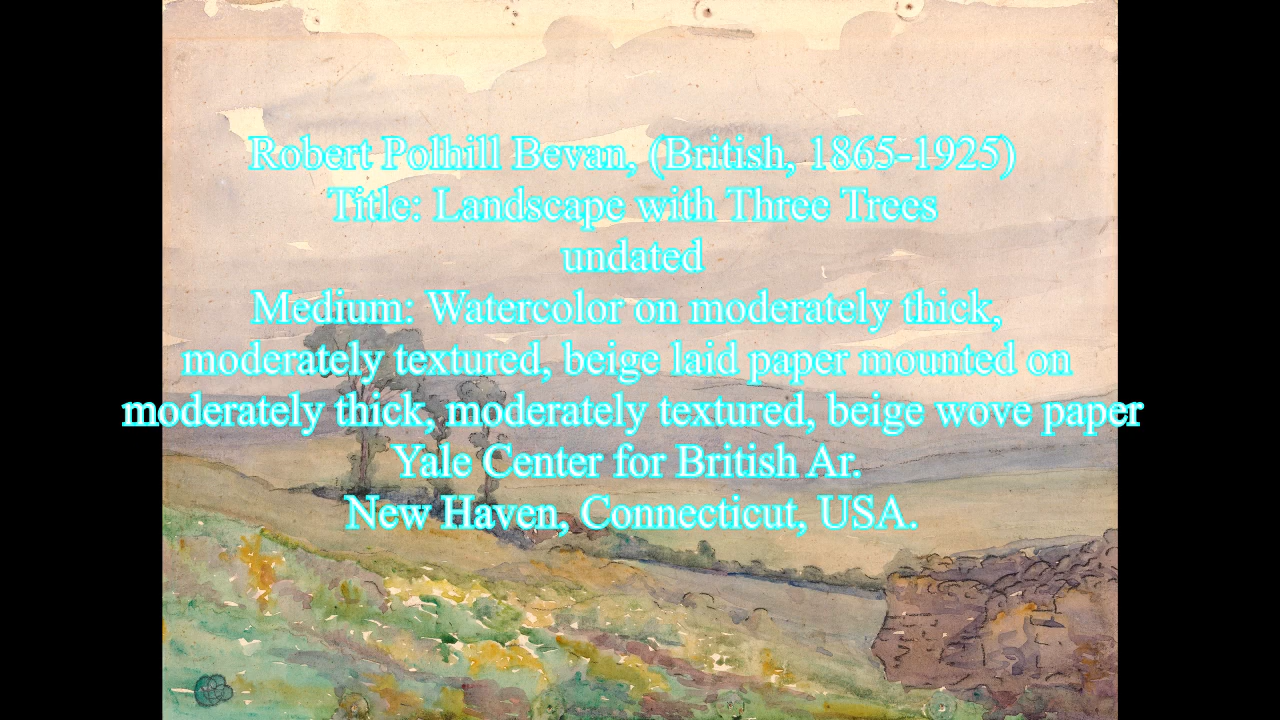 Robert Polhill Bevan, (British, 1865-1925)
Title: Landscape with Three Trees
undated
Medium: Watercolor on moderately thick,
moderately textured, beige laid paper mounted on
moderately thick, moderately textured, beige wove paper
Yale Center for British Ar.
New Haven, Connecticut, USA.